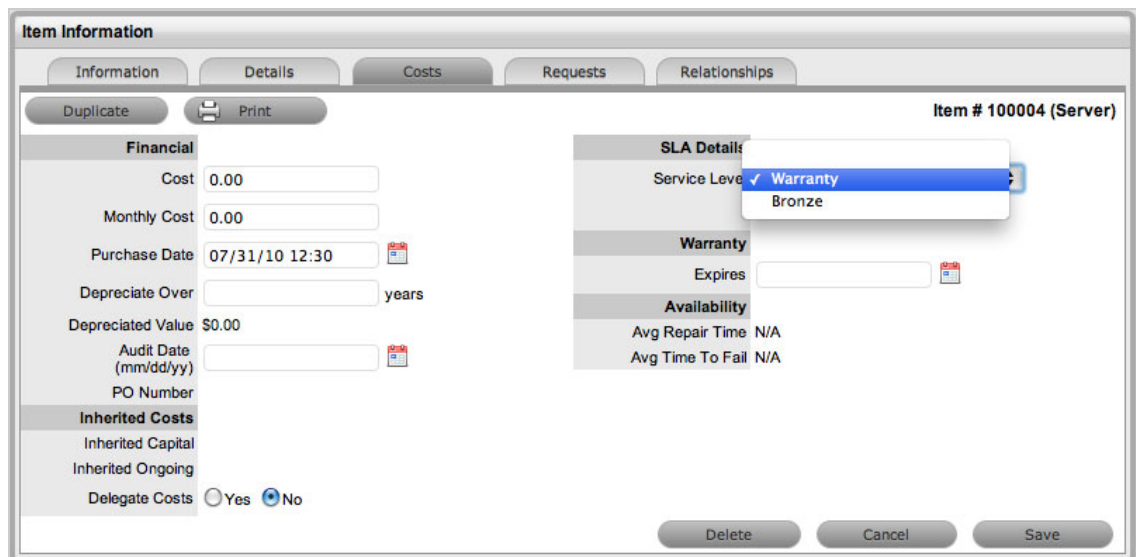 Item Information
Information Details Costs Requests Relationships
Duplicate Print Item # 100004 (Server)
Financial
Cost 0.00
Monthly Cost 0.00
Purchase Date 07/31/10 12:30
Depreciate Over years
Depreciated Value $0.00
Audit Date
(mm/dd/yy)
PO Number
Inherited Costs
Inherited Capital
Inherited Ongoing
Delegate Costs Yes No
SLA Details
Service Leve
✓ Warranty
Bronze
Warranty
Expires
Availability
Avg Repair Time N/A
Avg Time To Fail N/A
Delete Cancel Save